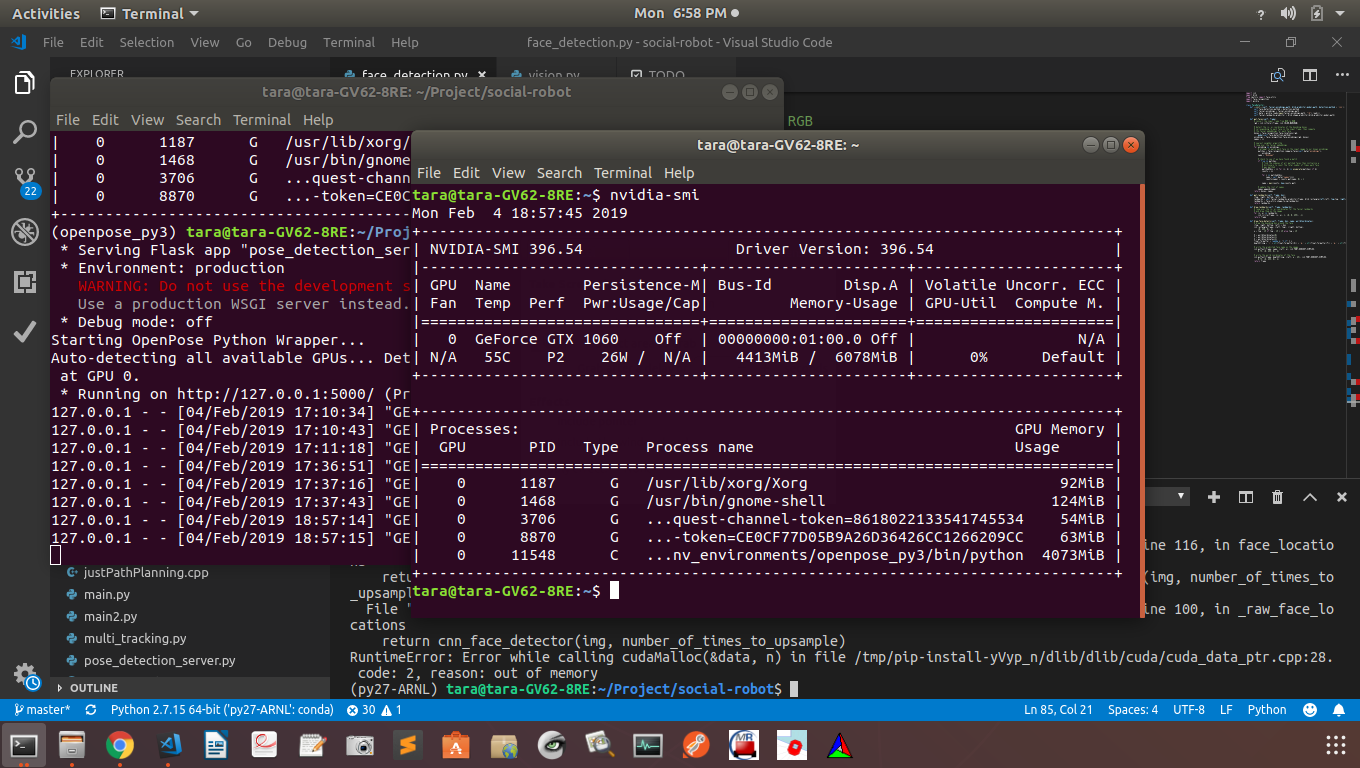 Activities Terminal Mon 6:58 PM
File Edit Selection View Go Debug Terminal Help face_detection.py - social-robot - Visual Studio Code
EXPLORER face_detection.py vision.py TODO
tara@tara-GV62-8RE: ~/Project/social-robot
File Edit View Search Terminal Help
RGB
| 0 1187 G /usr/lib/xorg/
| 0 1468 G /usr/bin/gnome
| 0 3706 G ...quest-chann
| 0 8870 G ...-token=CE0C
+----------------------------------------
(openpose_py3) tara@tara-GV62-8RE:~/Proj
* Serving Flask app "pose_detection_ser
* Environment: production
WARNING: Do not use the development s
Use a production WSGI server instead.
* Debug mode: off
Starting OpenPose Python Wrapper...
Auto-detecting all available GPUs... Det
at GPU 0.
* Running on http://127.0.0.1:5000/ (Pr
127.0.0.1 - - [04/Feb/2019 17:10:34] "GE
127.0.0.1 - - [04/Feb/2019 17:10:43] "GE
127.0.0.1 - - [04/Feb/2019 17:11:18] "GE
127.0.0.1 - - [04/Feb/2019 17:36:51] "GE
127.0.0.1 - - [04/Feb/2019 17:37:16] "GE
127.0.0.1 - - [04/Feb/2019 17:37:43] "GE
127.0.0.1 - - [04/Feb/2019 18:57:14] "GE
127.0.0.1 - - [04/Feb/2019 18:57:15] "GE
tara@tara-GV62-8RE: ~
File Edit View Search Terminal Help
tara@tara-GV62-8RE:~$ nvidia-smi
Mon Feb  4 18:57:45 2019
+-----------------------------------------------------------------------------+
| NVIDIA-SMI 396.54                 Driver Version: 396.54                    |
|-------------------------------+----------------------+----------------------+
| GPU  Name        Persistence-M| Bus-Id        Disp.A | Volatile Uncorr. ECC |
| Fan  Temp  Perf  Pwr:Usage/Cap|         Memory-Usage | GPU-Util  Compute M. |
|===============================+======================+======================|
|   0  GeForce GTX 1060    Off  | 00000000:01:00.0 Off |                  N/A |
| N/A   55C    P2    26W /  N/A |   4413MiB /  6078MiB |      0%      Default |
+-------------------------------+----------------------+----------------------+
+-----------------------------------------------------------------------------+
| Processes:                                                       GPU Memory |
|  GPU       PID   Type   Process name                             Usage      |
|=============================================================================|
|    0      1187      G   /usr/lib/xorg/Xorg                            92MiB |
|    0      1468      G   /usr/bin/gnome-shell                         124MiB |
|    0      3706      G   ...quest-channel-token=8618022133541745534    54MiB |
|    0      8870      G   ...-token=CE0CF77D05B9A26D36426CC1266209CC    63MiB |
|    0     11548      C   ...nv_environments/openpose_py3/bin/python  4073MiB |
+-----------------------------------------------------------------------------+
tara@tara-GV62-8RE:~$
22
justPathPlanning.cpp
main.py
main2.py
multi_tracking.py
pose_detection_server.py
OUTLINE
ine 116, in face_locatio
retu (img, number_of_times_to
_upsamp
File " ine 100, in _raw_face_lo
cations
return cnn_face_detector(img, number_of_times_to_upsample)
RuntimeError: Error while calling cudaMalloc(&data, n) in file /tmp/pip-install-yVyp_n/dlib/dlib/cuda/cuda_data_ptr.cpp:28.
code: 2, reason: out of memory
(py27-ARNL) tara@tara-GV62-8RE:~/Project/social-robot$
master* Python 2.7.15 64-bit ('py27-ARNL': conda) 30 1 Ln 85, Col 21 Spaces: 4 UTF-8 LF Python